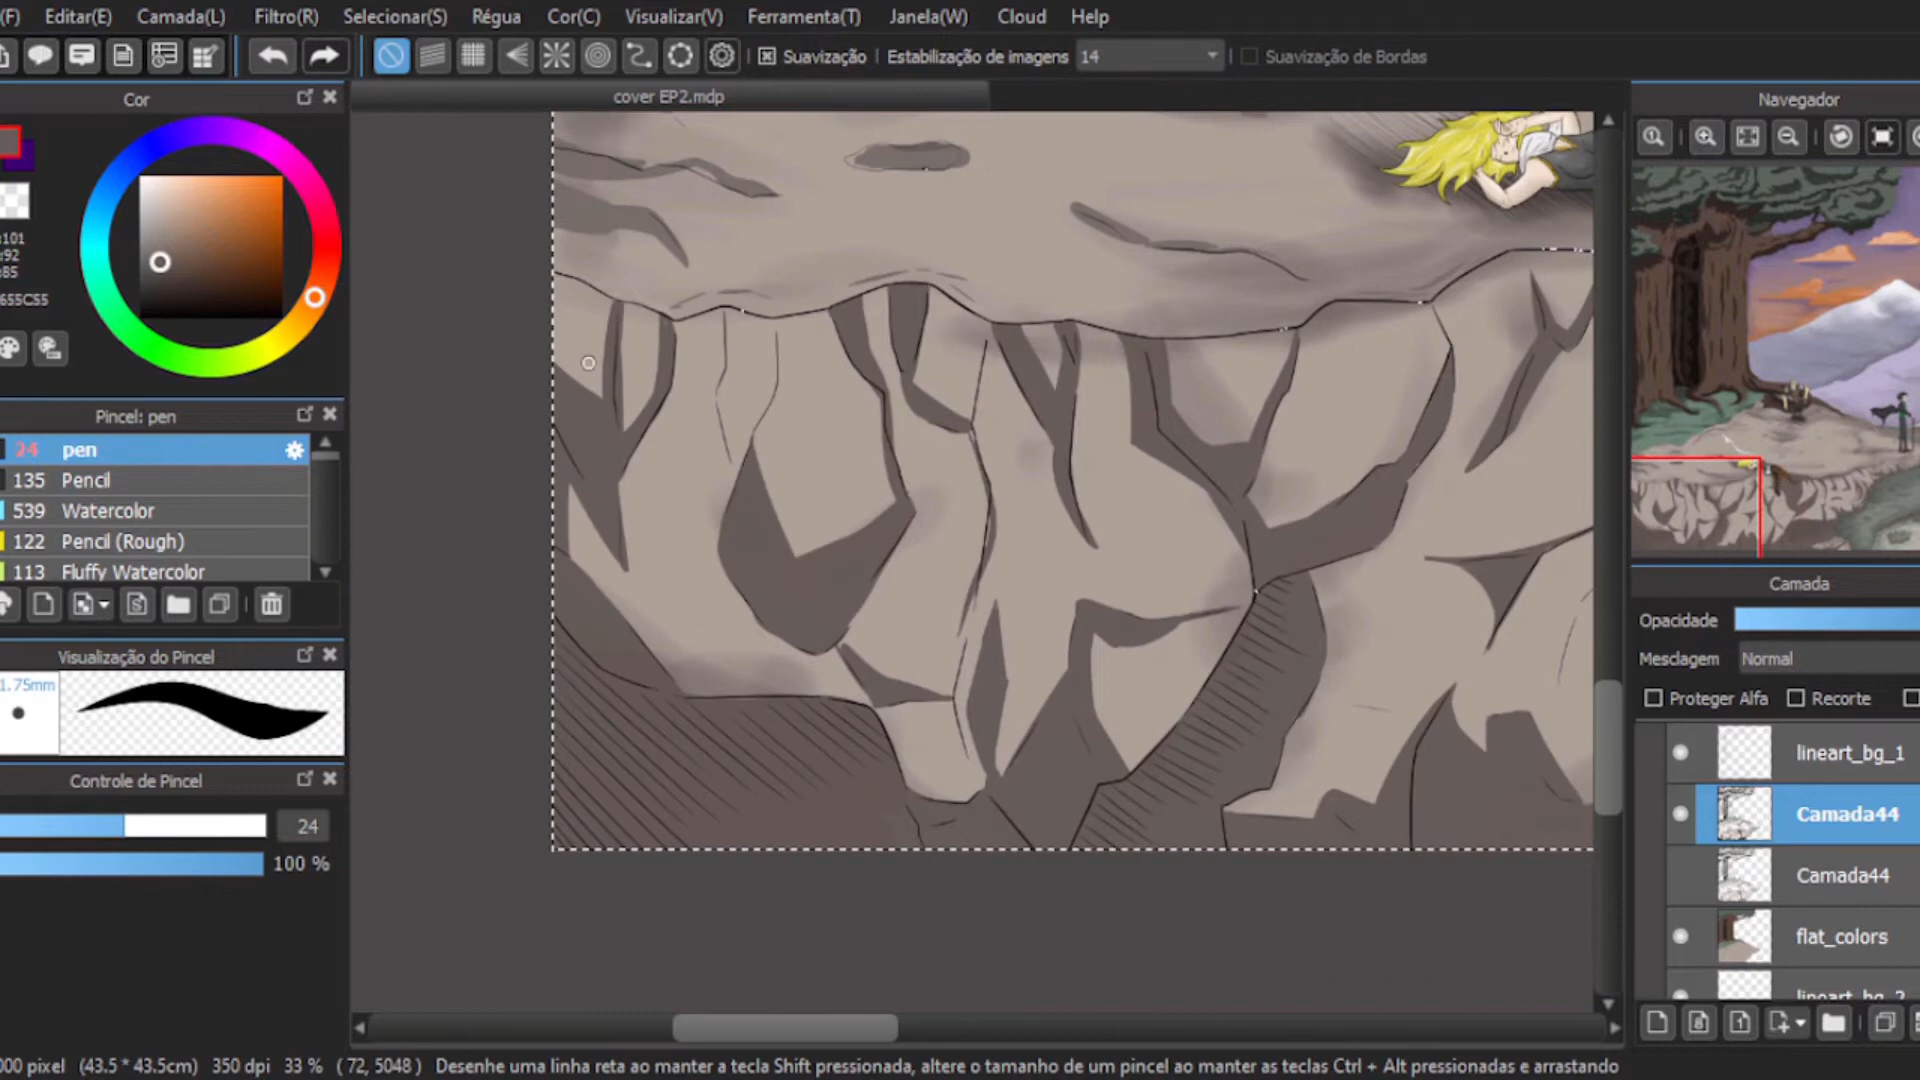 (F) Editar(E) Camada(L) Filtro(R) Selecionar(S) Régua Cor(C) Visualizar(V) Ferramenta(T) Janela(W) Cloud Help
Suavização Estabilização de imagens 14 Suavização de Bordas
Cor
cover EP2.mdp
Navegador
:101
:92
:85
655C55
Pincel: pen
24 pen
135 Pencil
539 Watercolor
122 Pencil (Rough)
113 Fluffy Watercolor
Visualização do Pincel
1.75mm
Controle de Pincel
24
100 %
Camada
Opacidade
Mesclagem Normal
Proteger Alfa Recorte
lineart_bg_1
Camada44
Camada44
flat_colors
lineart_bg_2
000 pixel (43.5 * 43.5cm) 350 dpi 33 % ( 72, 5048 ) Desenhe uma linha reta ao manter a tecla Shift pressionada, altere o tamanho de um pincel ao manter as teclas Ctrl + Alt pressionadas e arrastando